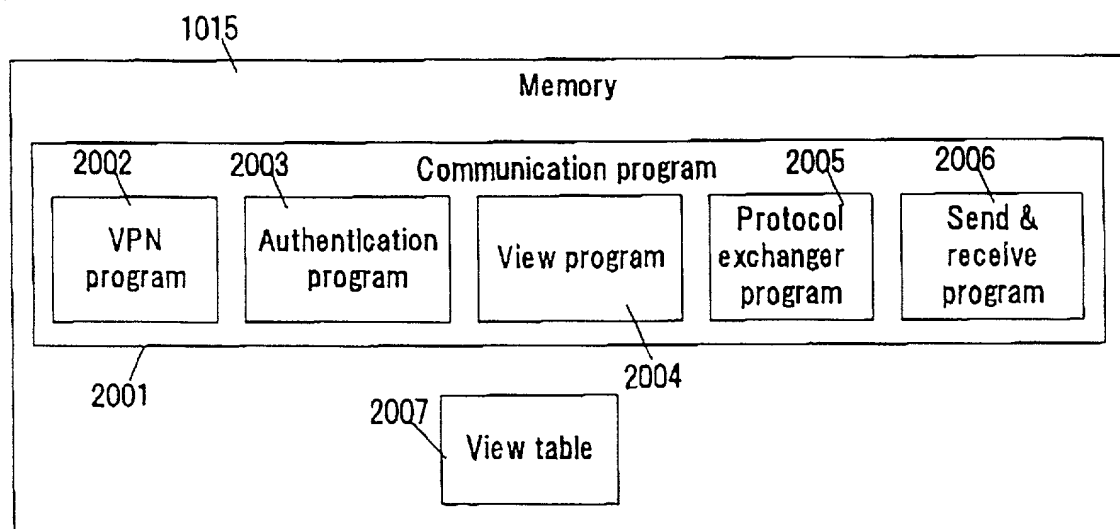 1015
Memory
2002
2003
Communication program
2005
2006
VPN
program
Authentication
program
View program
Protocol
exchanger
program
Send &
receive
program
2001
2004
2007
View table